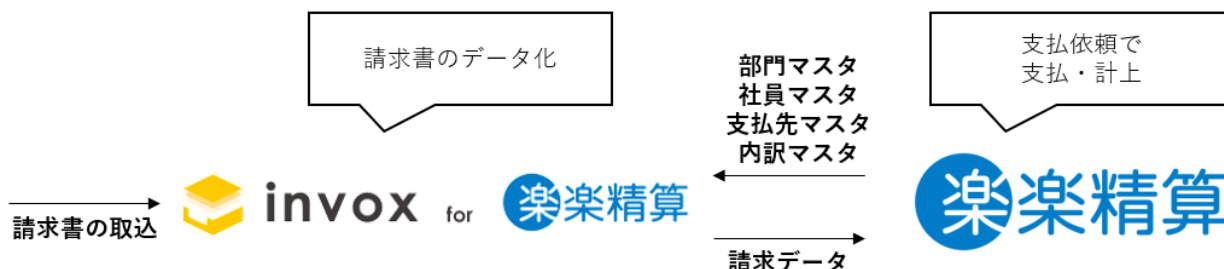 請求書のデータ化
支払依頼で
支払・計上
部門マスタ
社員マスタ
支払先マスタ
内訳マスタ
請求書の取込
invox for 楽楽精算
楽楽精算
請求データ